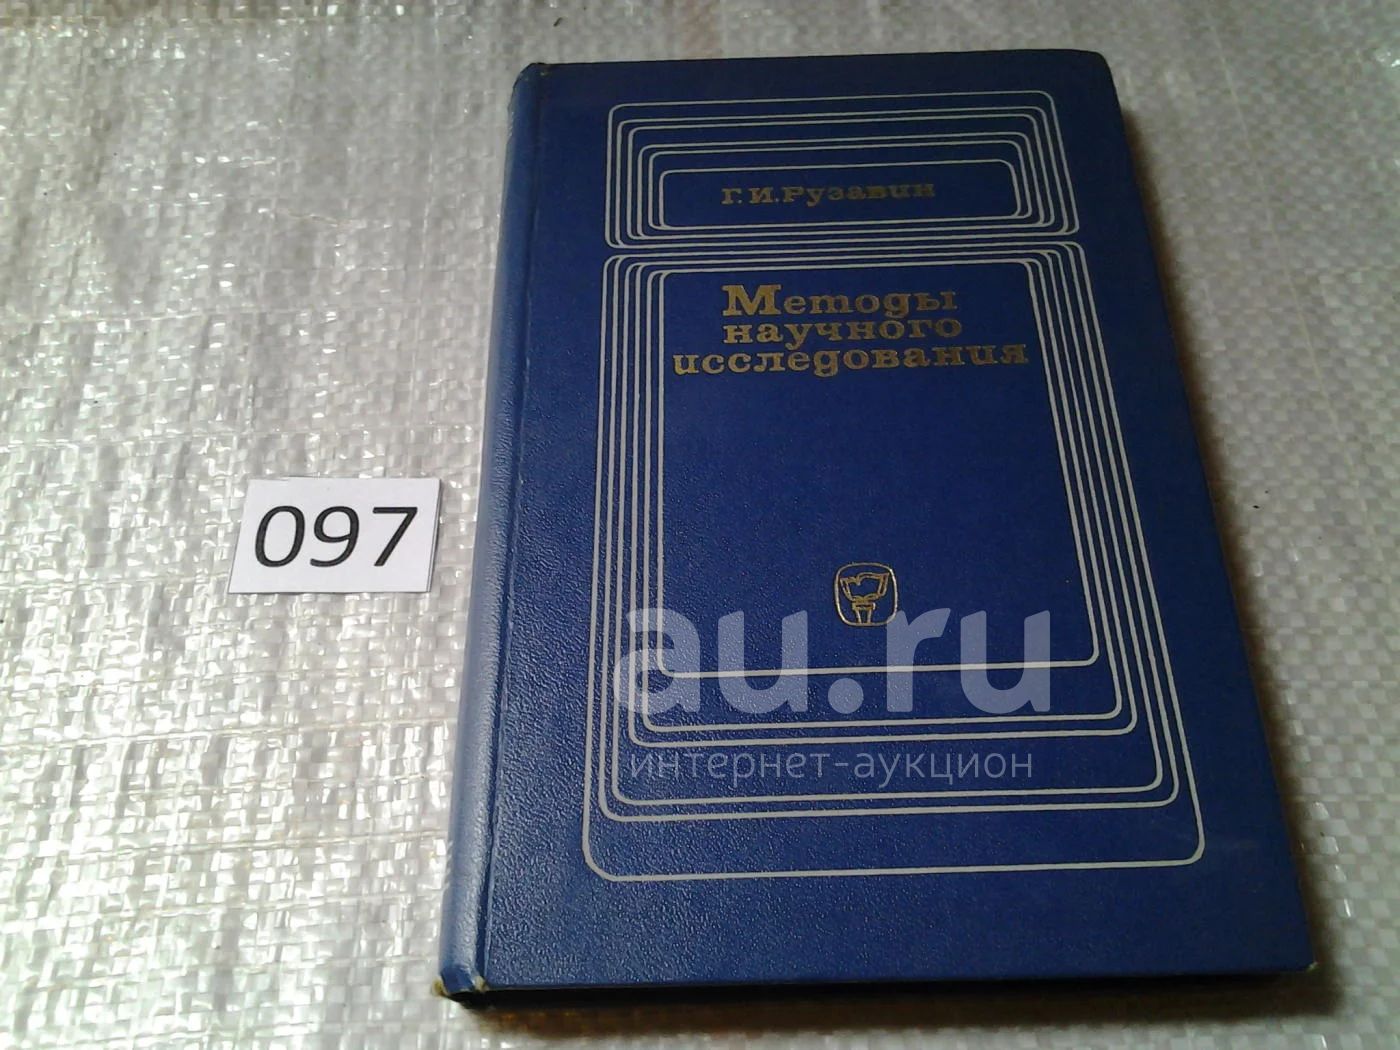 Г. И. Рузавин
Методы
научного
исследования
097
au.ru
интернет-аукцион